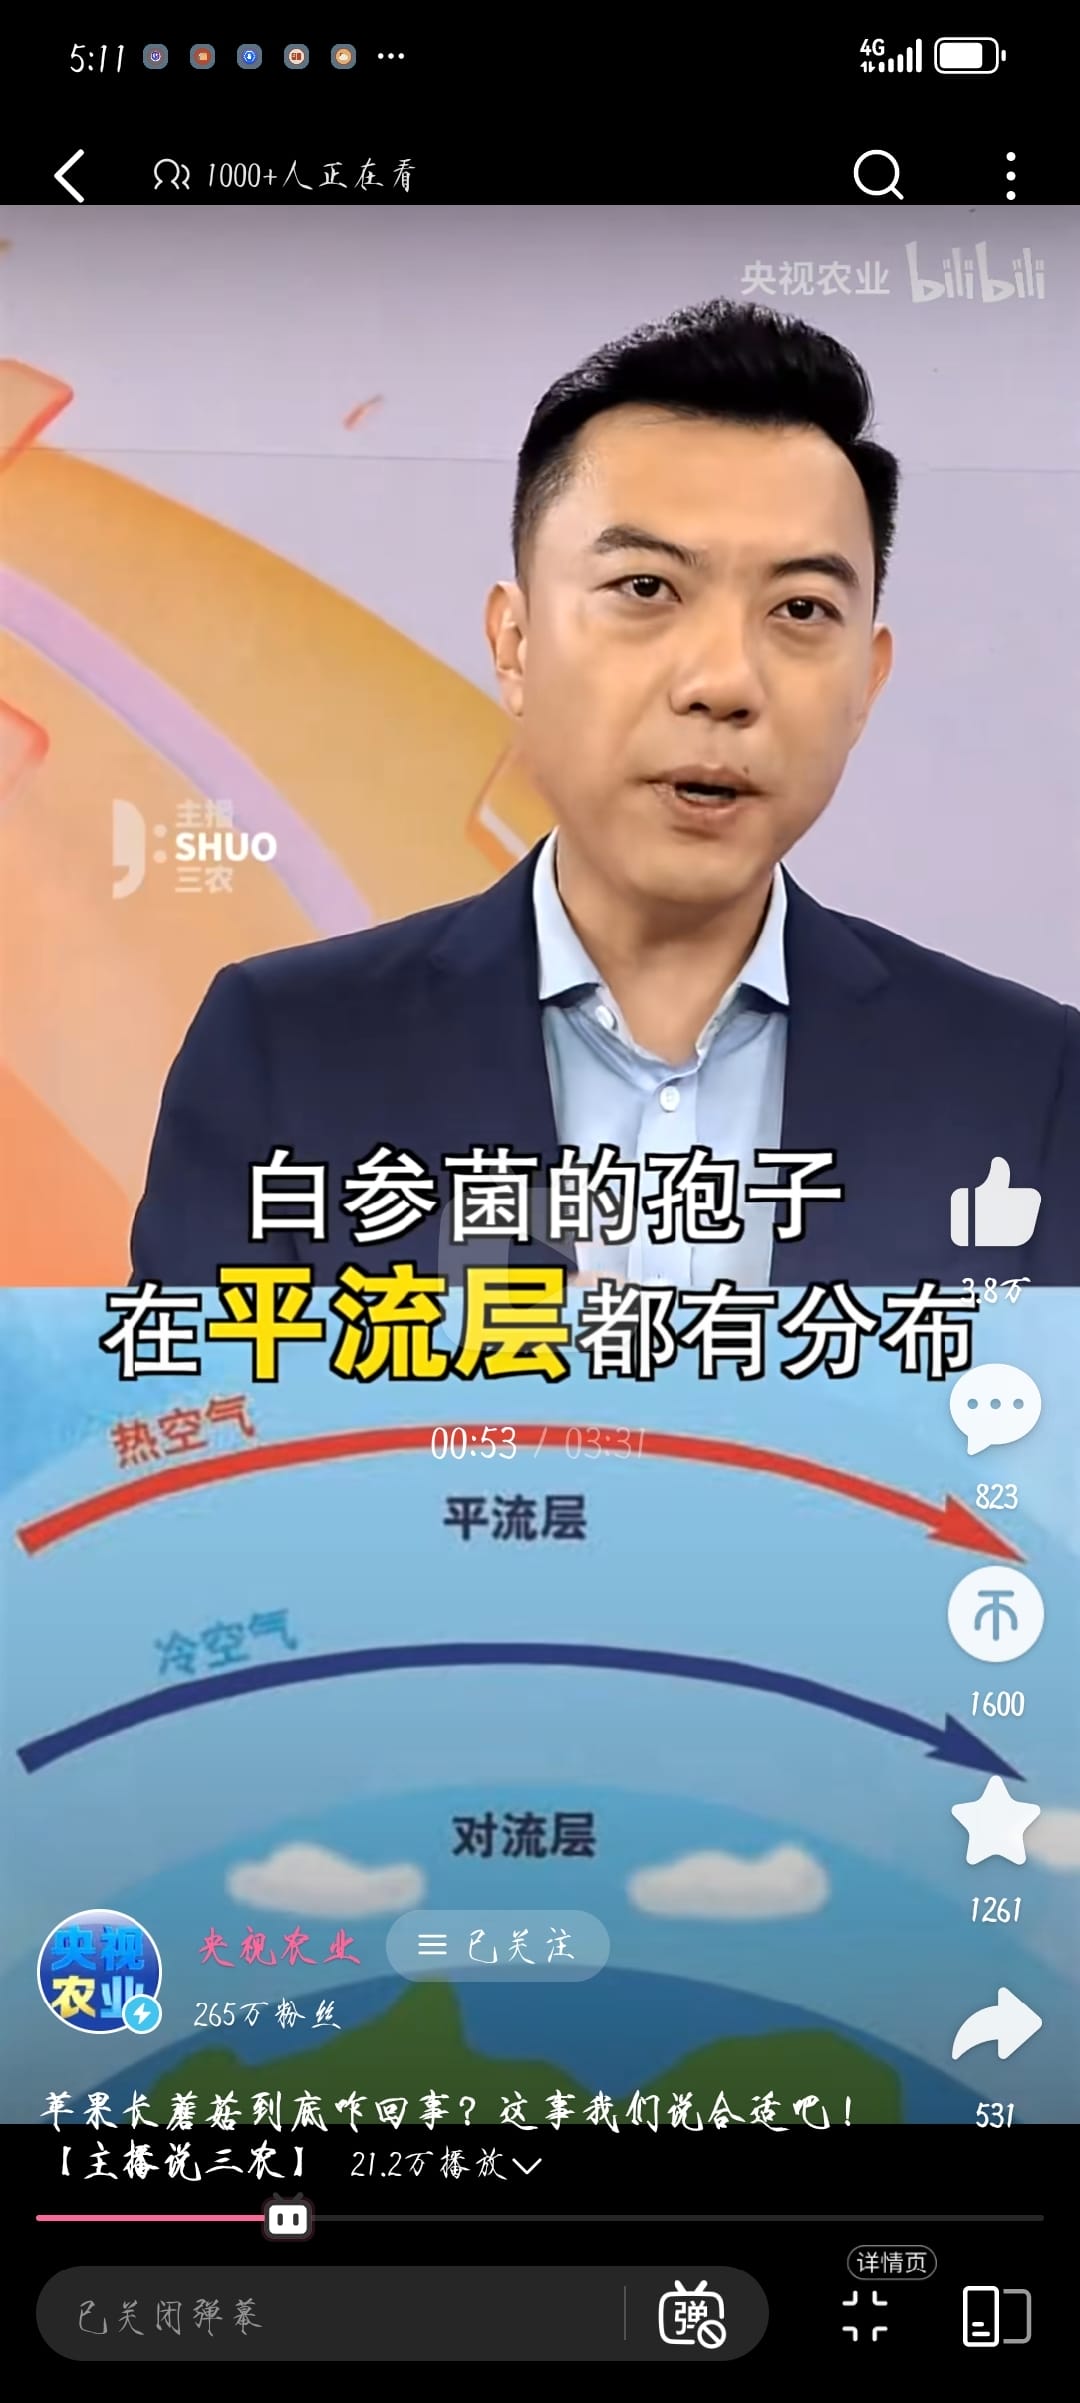 5:11
4G
1000+人正在看
央视农业 bilibili
主播
SHUO
三农
白参菌的孢子
在平流层都有分布
3.8万
热空气
00:53 / 03:31
平流层
823
冷空气
1600
对流层
1261
央视农业
央视农业 已关注
265万粉丝
苹果长蘑菇到底咋回事？这事我们说合适吧！
531
【主播说三农】 21.2万播放
详情页
已关闭弹幕
弹